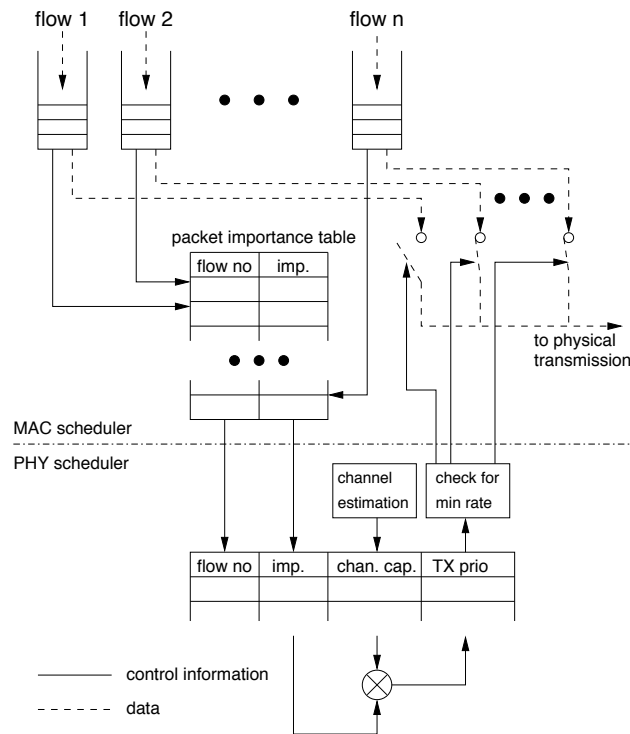 flow 1
flow 2
flow n
packet importance table
flow no
imp.
to physical
transmission
MAC scheduler
PHY scheduler
channel
estimation
check for
min rate
flow no
imp.
chan. cap.
TX prio
control information
data